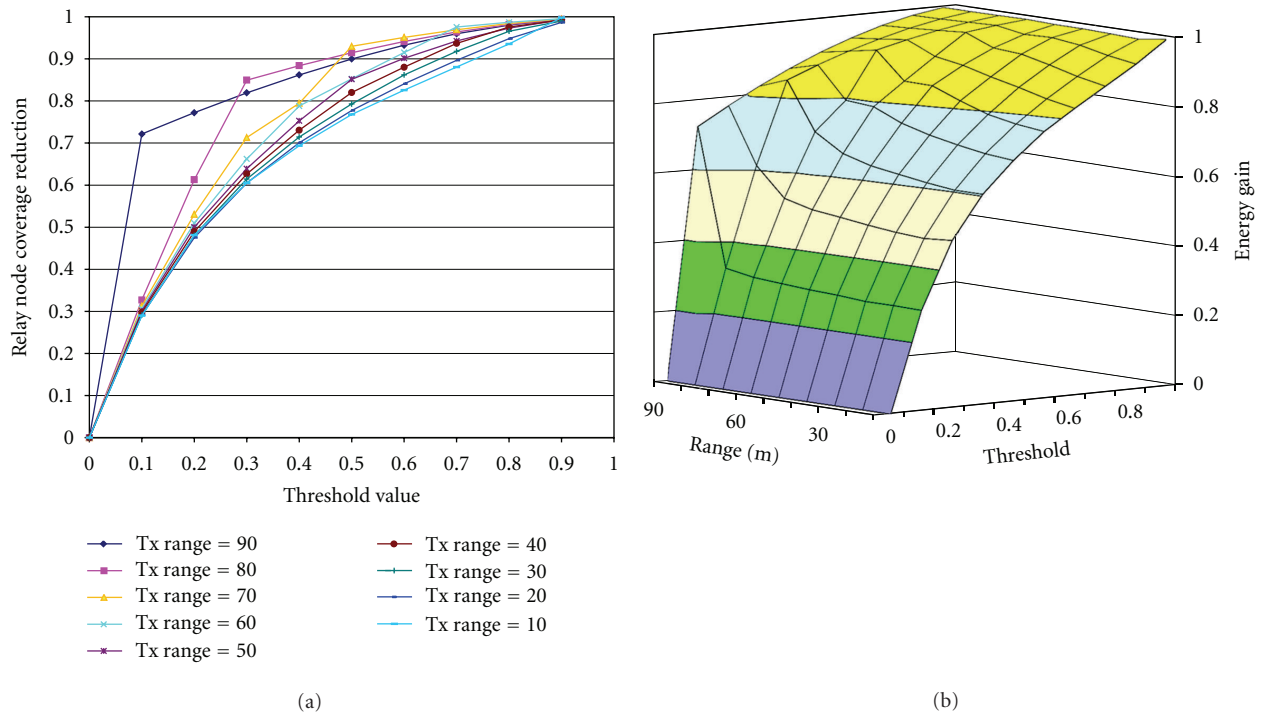 1
0.9
0.8
0.7
0.6
0.5
0.4
0.3
0.2
0.1
0
Relay node coverage reduction
0 0.1 0.2 0.3 0.4 0.5 0.6 0.7 0.8 0.9 1
Threshold value
Tx range = 90
Tx range = 80
Tx range = 70
Tx range = 60
Tx range = 50
Tx range = 40
Tx range = 30
Tx range = 20
Tx range = 10
(a)
1
0.8
0.6
0.4
0.2
0
Energy gain
90 60 30
Range (m)
0 0.2 0.4 0.6 0.8
Threshold
(b)